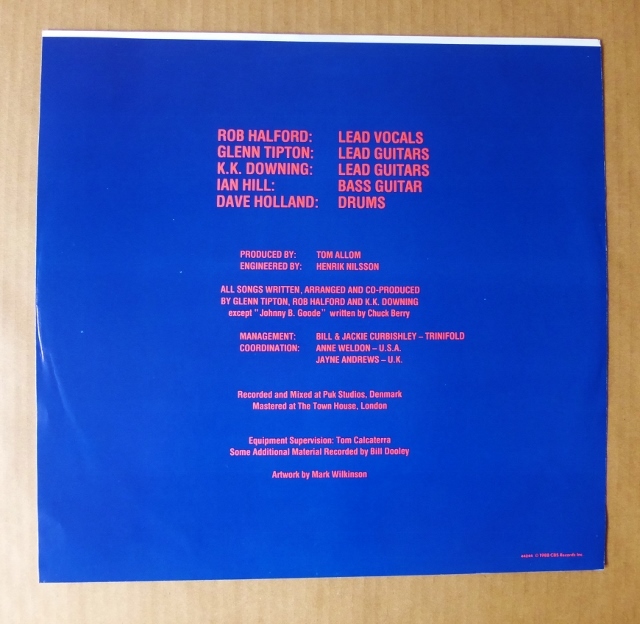 ROB HALFORD: LEAD VOCALS
GLENN TIPTON: LEAD GUITARS
K.K. DOWNING: LEAD GUITARS
IAN HILL: BASS GUITAR
DAVE HOLLAND: DRUMS
PRODUCED BY: TOM ALLOM
ENGINEERED BY: HENRIK NILSSON
ALL SONGS WRITTEN, ARRANGED AND CO-PRODUCED
BY GLENN TIPTON, ROB HALFORD AND K.K. DOWNING
except "Johnny B. Goode" written by Chuck Berry
MANAGEMENT: BILL & JACKIE CURBISHLEY – TRINIFOLD
COORDINATION: ANNE WELDON – U.S.A.
JAYNE ANDREWS – U.K.
Recorded and Mixed at Puk Studios, Denmark
Mastered at The Town House, London
Equipment Supervision: Tom Calcaterra
Some Additional Material Recorded by Bill Dooley
Artwork by Mark Wilkinson
© 1988/CBS Records Inc.